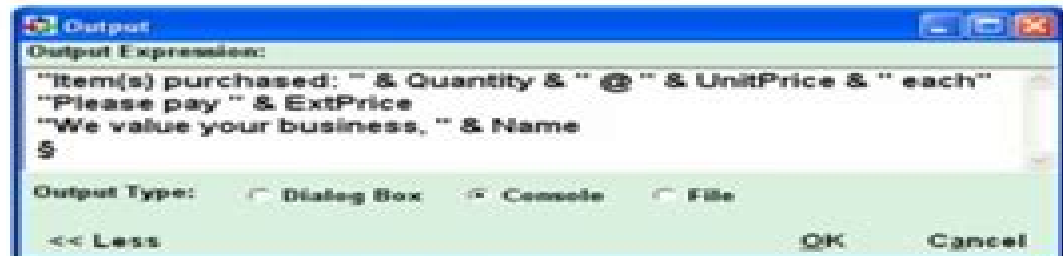 Output
Output Expression:
"Item(s) purchased: " & Quantity & " @ " & UnitPrice & " each"
"Please pay " & ExtPrice
"We value your business, " & Name
§
Output Type: Dialog Box Console File
<< Less OK Cancel